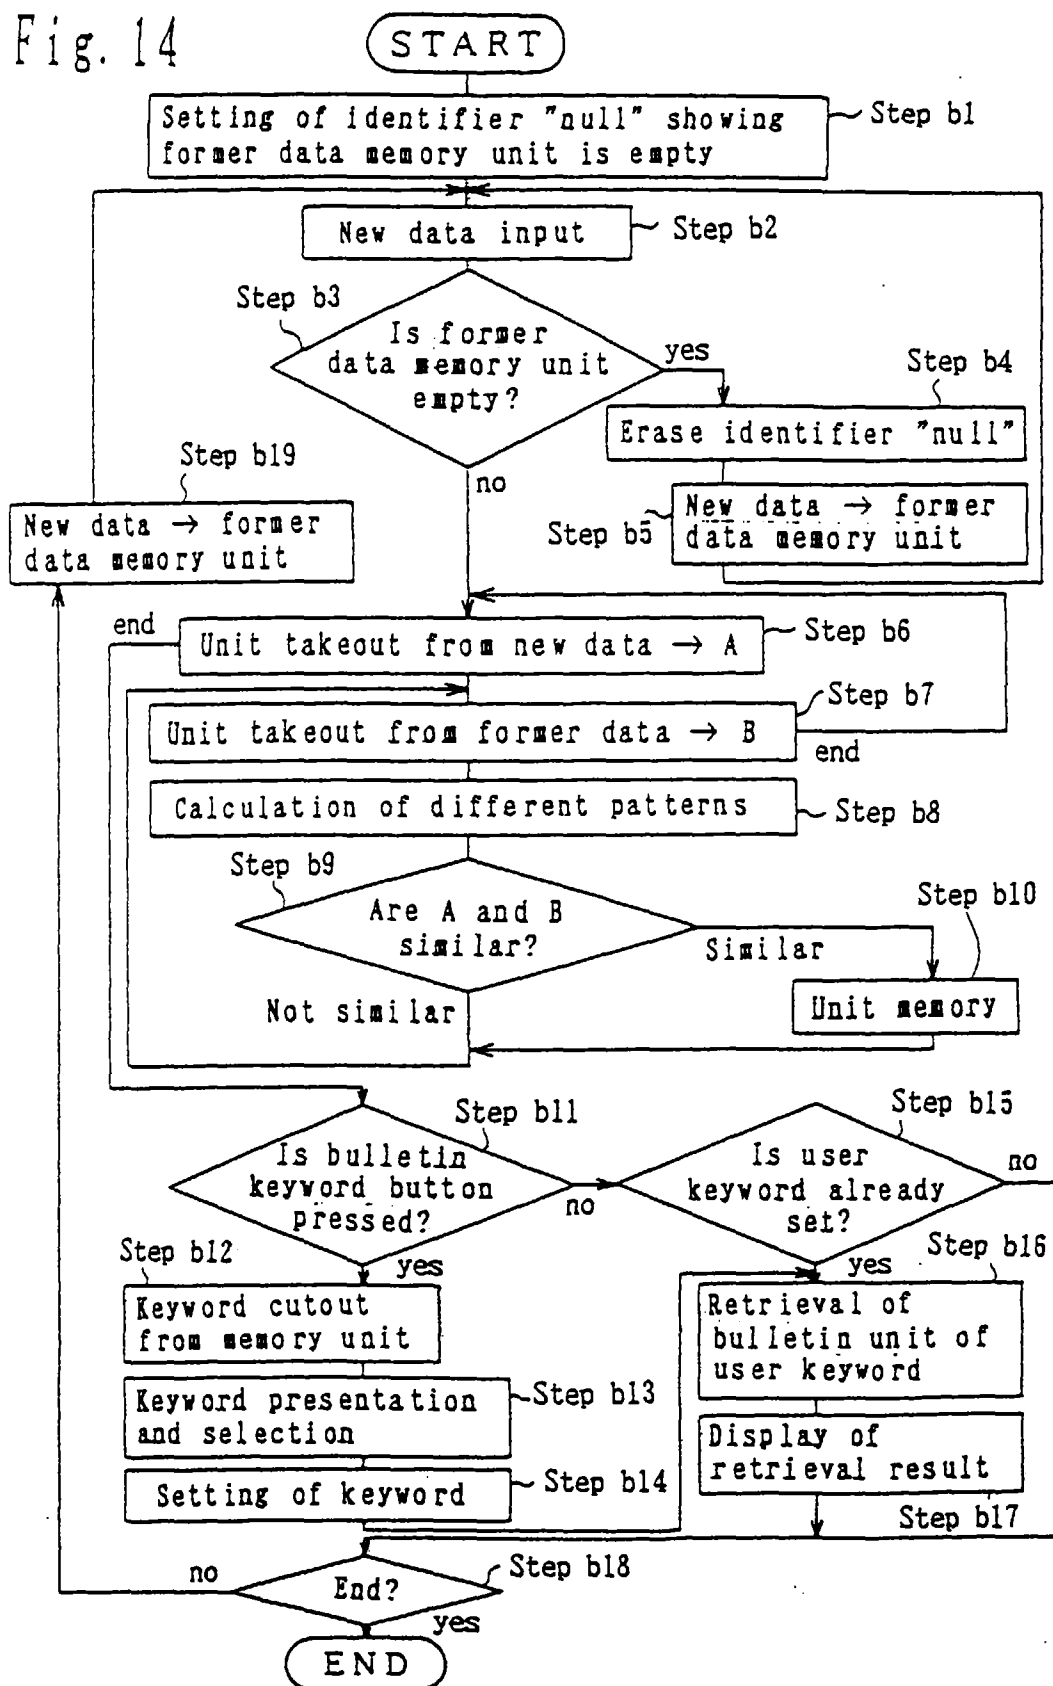 Fig. 14
START
Setting of identifier "null" showing
former data memory unit is empty
Step b1
New data input
Step b2
Step b3
Is former
data memory unit
empty?
yes
no
Step b4
Erase identifier "null"
Step b5
New data → former
data memory unit
Step b19
New data → former
data memory unit
end
Unit takeout from new data → A
Step b6
Unit takeout from former data → B
Step b7
end
Calculation of different patterns
Step b8
Step b9
Are A and B
similar?
Similar
Not similar
Step b10
Unit memory
Step b11
Is bulletin
keyword button
pressed?
no
yes
Step b15
Is user
keyword already
set?
no
yes
Step b12
Keyword cutout
from memory unit
Keyword presentation
and selection
Step b13
Setting of keyword
Step b14
Step b16
Retrieval of
bulletin unit of
user keyword
Display of
retrieval result
Step b17
no
End?
Step b18
yes
END